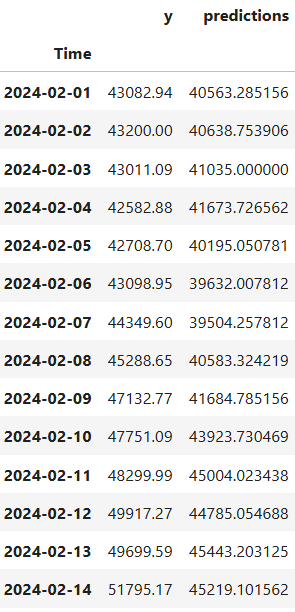 y predictions
Time
2024-02-01 43082.94 40563.285156
2024-02-02 43200.00 40638.753906
2024-02-03 43011.09 41035.000000
2024-02-04 42582.88 41673.726562
2024-02-05 42708.70 40195.050781
2024-02-06 43098.95 39632.007812
2024-02-07 44349.60 39504.257812
2024-02-08 45288.65 40583.324219
2024-02-09 47132.77 41684.785156
2024-02-10 47751.09 43923.730469
2024-02-11 48299.99 45004.023438
2024-02-12 49917.27 44785.054688
2024-02-13 49699.59 45443.203125
2024-02-14 51795.17 45219.101562